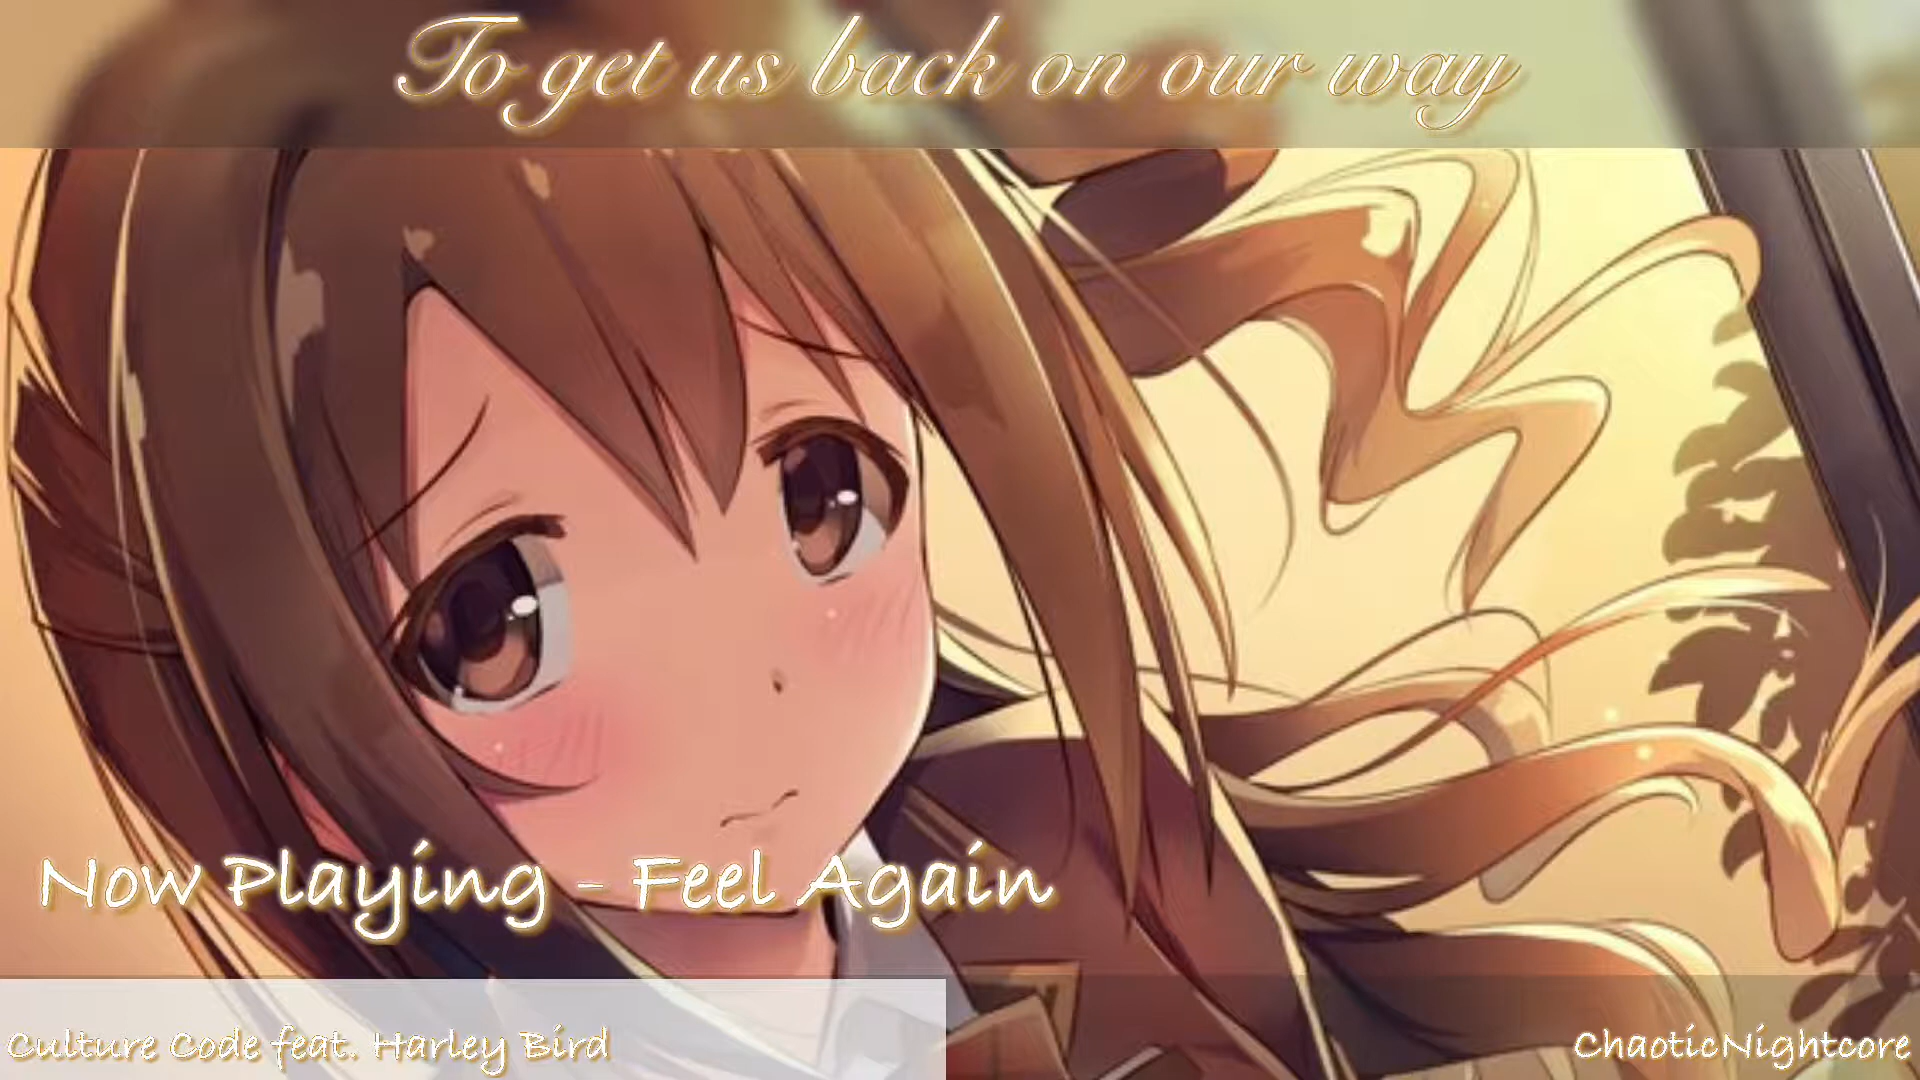 To get us back on our way
Now Playing - Feel Again
Culture Code feat. Harley Bird
ChaoticNightcore